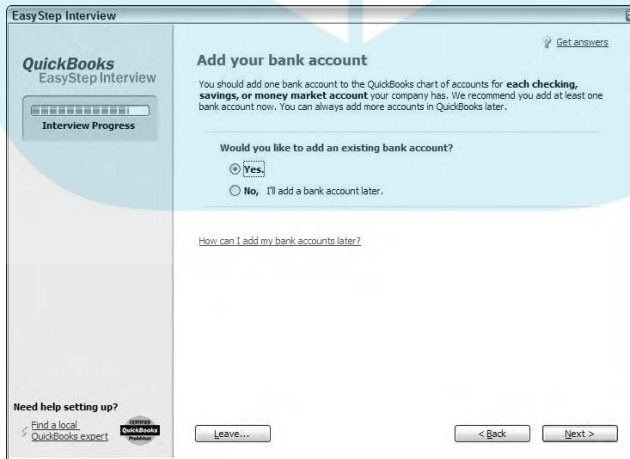 EasyStep Interview
Get answers
QuickBooks
EasyStep Interview
Interview Progress
Add your bank account
You should add one bank account to the QuickBooks chart of accounts for each checking,
savings, or money market account your company has. We recommend you add at least one
bank account now. You can always add more accounts in QuickBooks later.
Would you like to add an existing bank account?
Yes.
No, I'll add a bank account later.
How can I add my bank accounts later?
Need help setting up?
Find a local
QuickBooks expert
CERTIFIED
QuickBooks
ProAdvisor
Leave...
< Back
Next >